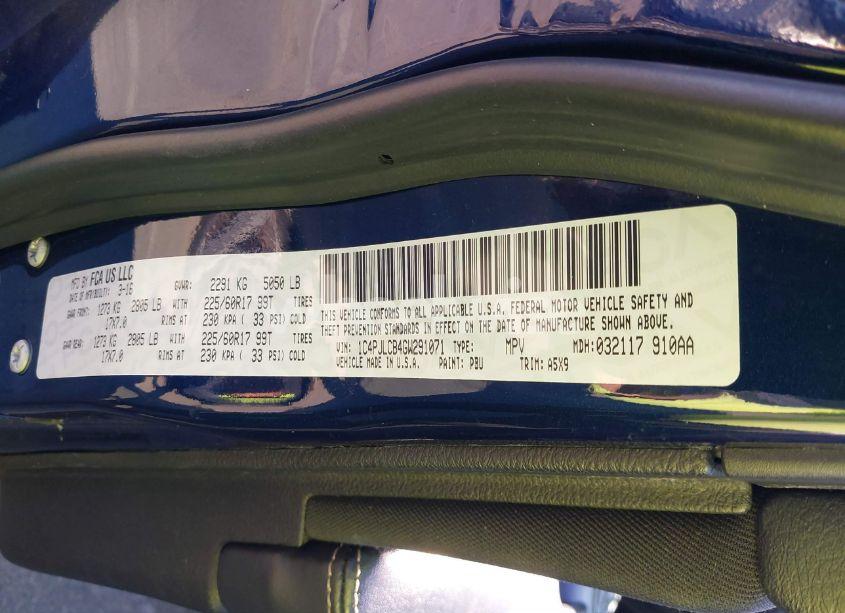 MFD BY FCA US LLC
DATE OF MFR/BUILT: 3-16 GVWR: 2291 KG 5050 LB
GAWR FRONT: 1273 KG 2805 LB WITH 225/60R17 99T TIRES
17X7.0 RIMS AT 230 KPA ( 33 PSI) COLD
GAWR REAR: 1273 KG 2805 LB WITH 225/60R17 99T TIRES
17X7.0 RIMS AT 230 KPA ( 33 PSI) COLD
THIS VEHICLE CONFORMS TO ALL APPLICABLE U.S.A. FEDERAL MOTOR VEHICLE SAFETY AND
THEFT PREVENTION STANDARDS IN EFFECT ON THE DATE OF MANUFACTURE SHOWN ABOVE.
VIN: 1C4PJLCB4GW291071 TYPE: MPV MDH: 032117 910AA
VEHICLE MADE IN U.S.A. PAINT: PBU TRIM: A5X9